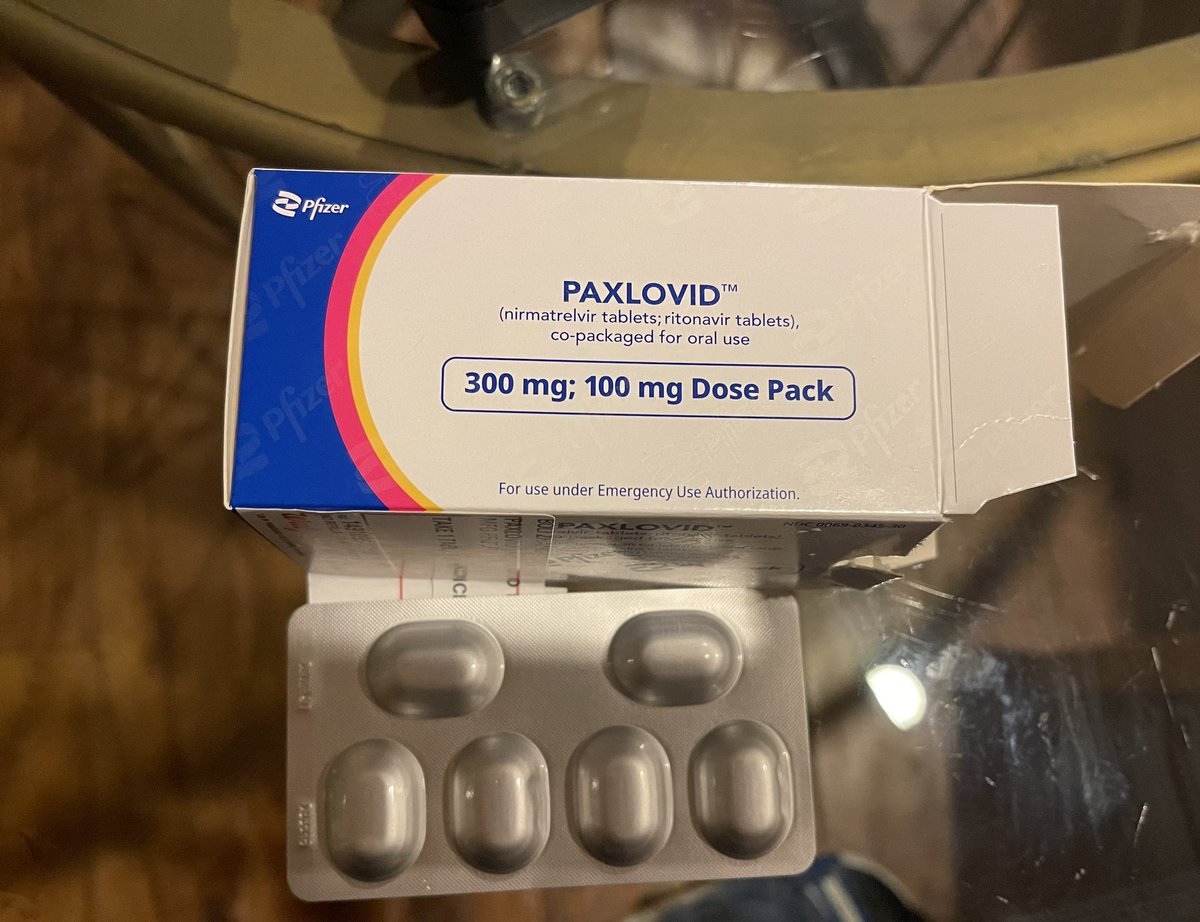 Pfizer
PAXLOVID™
(nirmatrelvir tablets; ritonavir tablets),
co-packaged for oral use
300 mg; 100 mg Dose Pack
For use under Emergency Use Authorization.
PAXLOVID™